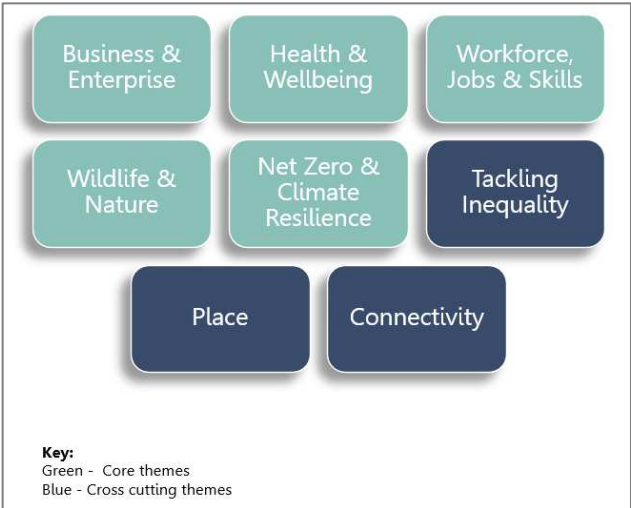 Business &
Enterprise
Health &
Wellbeing
Workforce,
Jobs & Skills
Wildlife &
Nature
Net Zero &
Climate
Resilience
Tackling
Inequality
Place
Connectivity
Key:
Green -  Core themes
Blue - Cross cutting themes